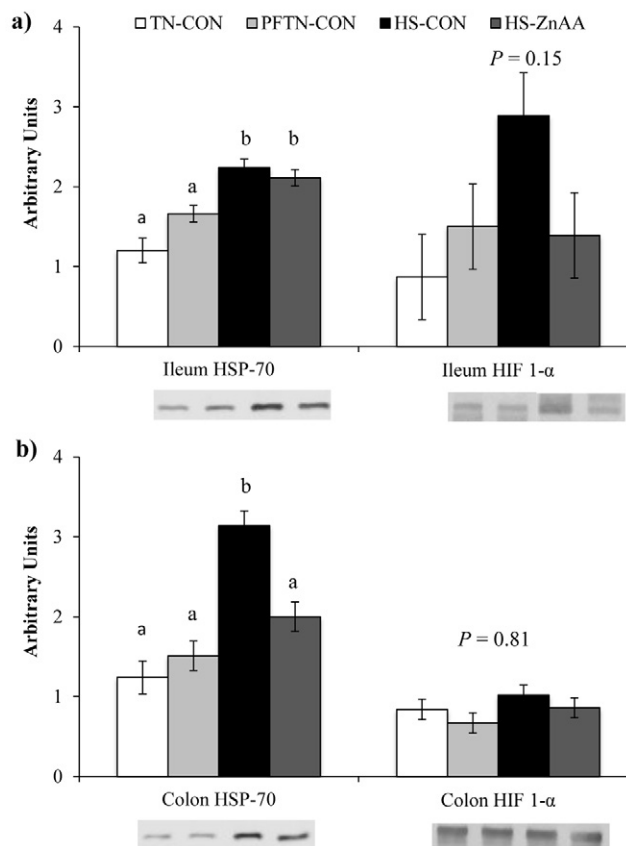 a)
TN-CON PFTN-CON HS-CON HS-ZnAA
P = 0.15
4
3
2
1
0
Arbitrary Units
a a b b
Ileum HSP-70 Ileum HIF 1-α
b)
4
3
2
1
0
Arbitrary Units
a a b a
P = 0.81
Colon HSP-70 Colon HIF 1-α